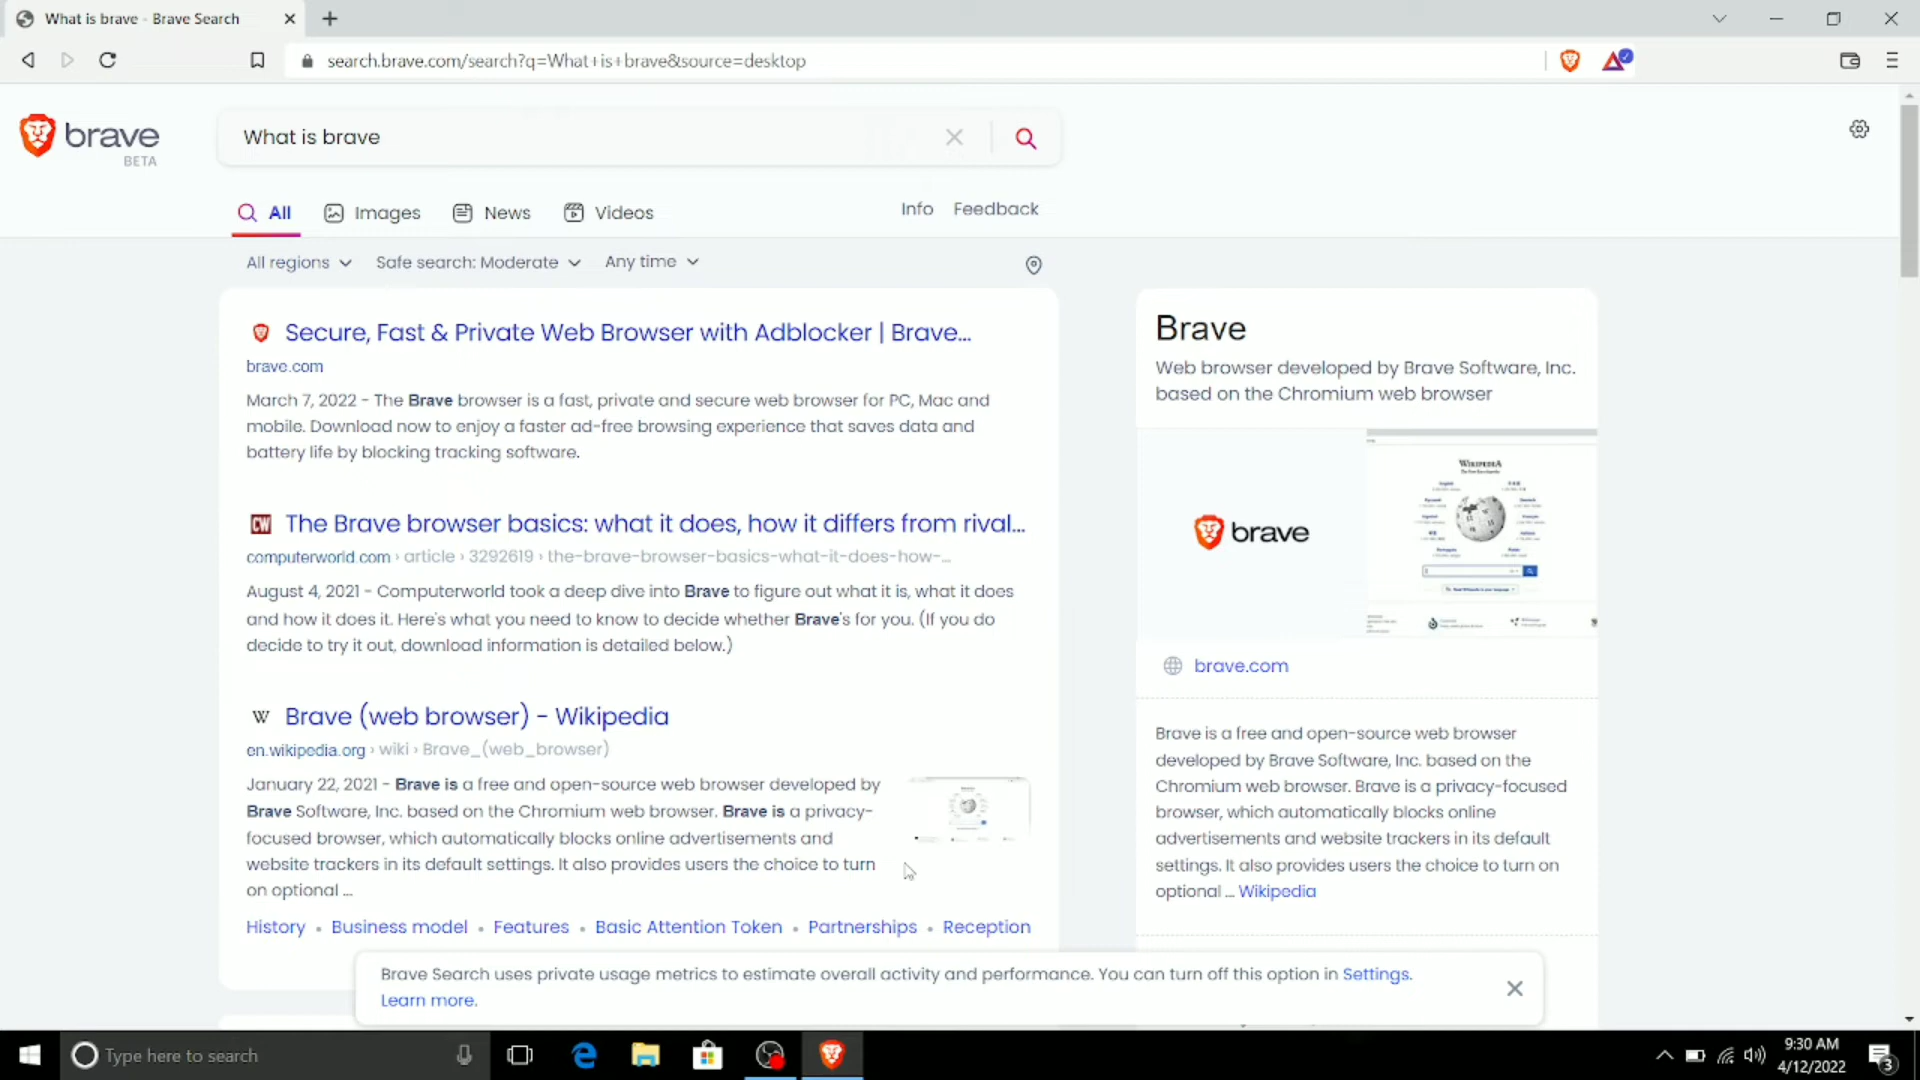 What is brave - Brave Search
search.brave.com/search?q=What+is+brave&source=desktop
brave
BETA
What is brave
All
Images
News
Videos
Info
Feedback
All regions
Safe search: Moderate
Any time
Secure, Fast & Private Web Browser with Adblocker | Brave...
brave.com
March 7, 2022 - The Brave browser is a fast, private and secure web browser for PC, Mac and
mobile. Download now to enjoy a faster ad-free browsing experience that saves data and
battery life by blocking tracking software.
CW
The Brave browser basics: what it does, how it differs from rival...
computerworld.com › article › 3292619 › the-brave-browser-basics-what-it-does-how-...
August 4, 2021 - Computerworld took a deep dive into Brave to figure out what it is, what it does
and how it does it. Here's what you need to know to decide whether Brave's for you. (If you do
decide to try it out, download information is detailed below.)
W
Brave (web browser) - Wikipedia
en.wikipedia.org › wiki › Brave_(web_browser)
January 22, 2021 - Brave is a free and open-source web browser developed by
Brave Software, Inc. based on the Chromium web browser. Brave is a privacy-
focused browser, which automatically blocks online advertisements and
website trackers in its default settings. It also provides users the choice to turn
on optional ...
History • Business model • Features • Basic Attention Token • Partnerships • Reception
Brave
Web browser developed by Brave Software, Inc.
based on the Chromium web browser
brave
WIKIPEDIA
brave.com
Brave is a free and open-source web browser
developed by Brave Software, Inc. based on the
Chromium web browser. Brave is a privacy-focused
browser, which automatically blocks online
advertisements and website trackers in its default
settings. It also provides users the choice to turn on
optional ... Wikipedia
Brave Search uses private usage metrics to estimate overall activity and performance. You can turn off this option in Settings.
Learn more.
Type here to search
9:30 AM
4/12/2022
3